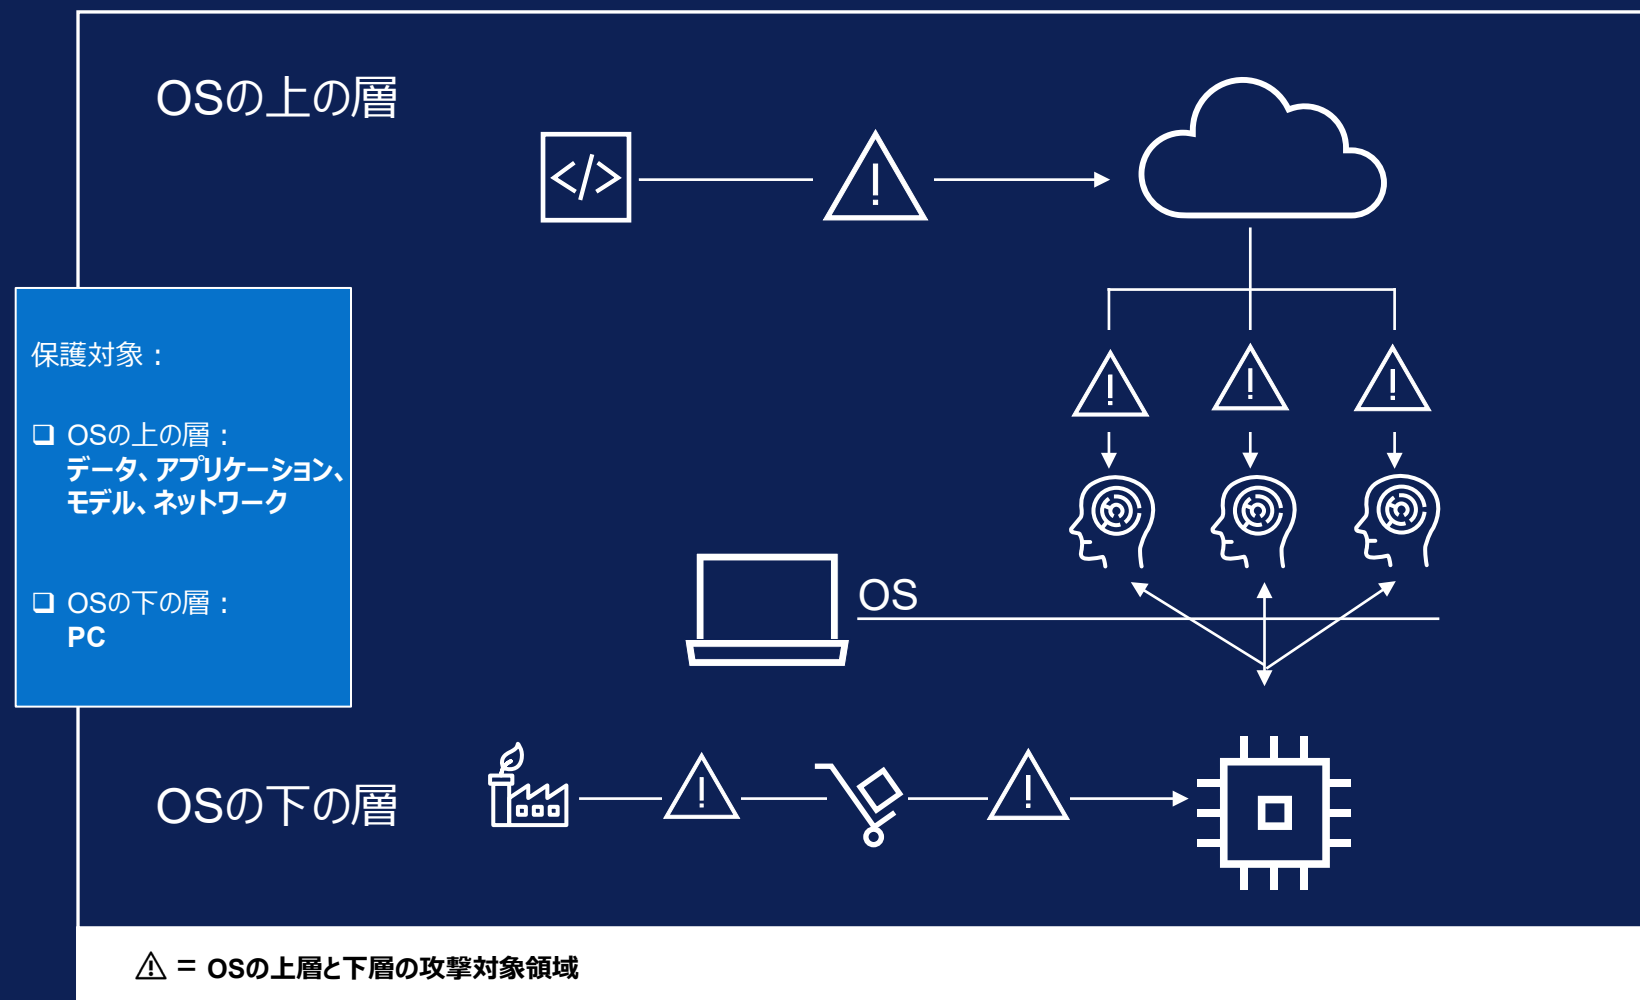 OSの上の層
</>
保護対象：
OSの上の層：
データ、アプリケーション、
モデル、ネットワーク
OS
OSの下の層：
PC
OSの下の層
= OSの上層と下層の攻撃対象領域